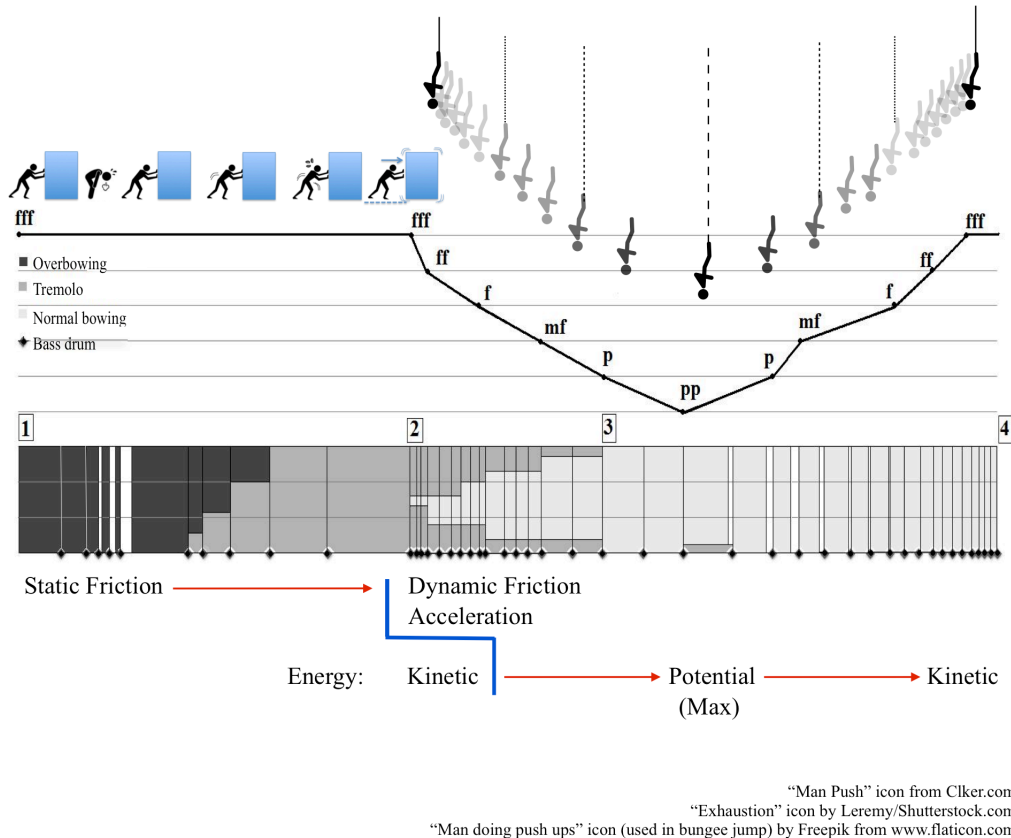 fff
fff
fff
ff
ff
Overbowing
Tremolo
f
f
Normal bowing
mf
mf
Bass drum
p
p
pp
1
2
3
4
Static Friction
Dynamic Friction
Acceleration
Energy:
Kinetic
Potential
(Max)
Kinetic
“Man Push” icon from Clker.com
“Exhaustion” icon by Leremy/Shutterstock.com
“Man doing push ups” icon (used in bungee jump) by Freepik from www.flaticon.com